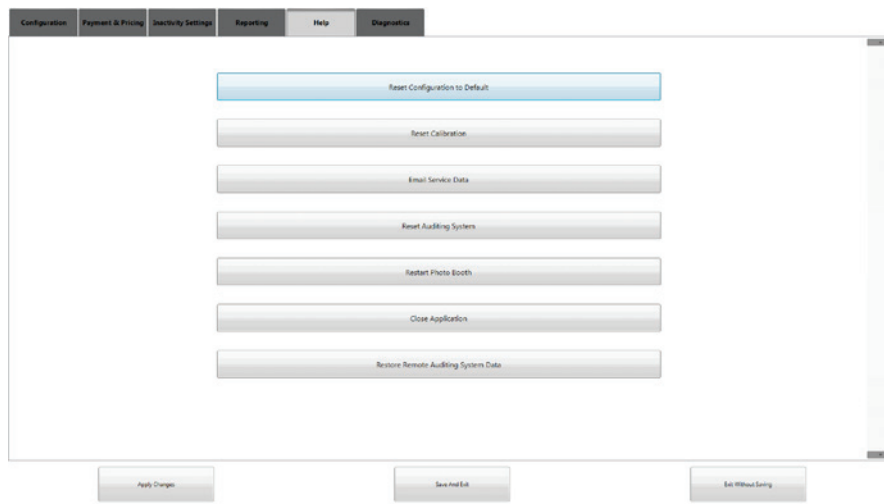 Configuration
Payment & Pricing
Inactivity Settings
Reporting
Help
Diagnostics
Reset Configuration to Default
Reset Calibration
Email Service Data
Reset Auditing System
Restart Photo Booth
Close Application
Restore Remote Auditing System Data
Apply Changes
Save And Exit
Exit Without Saving